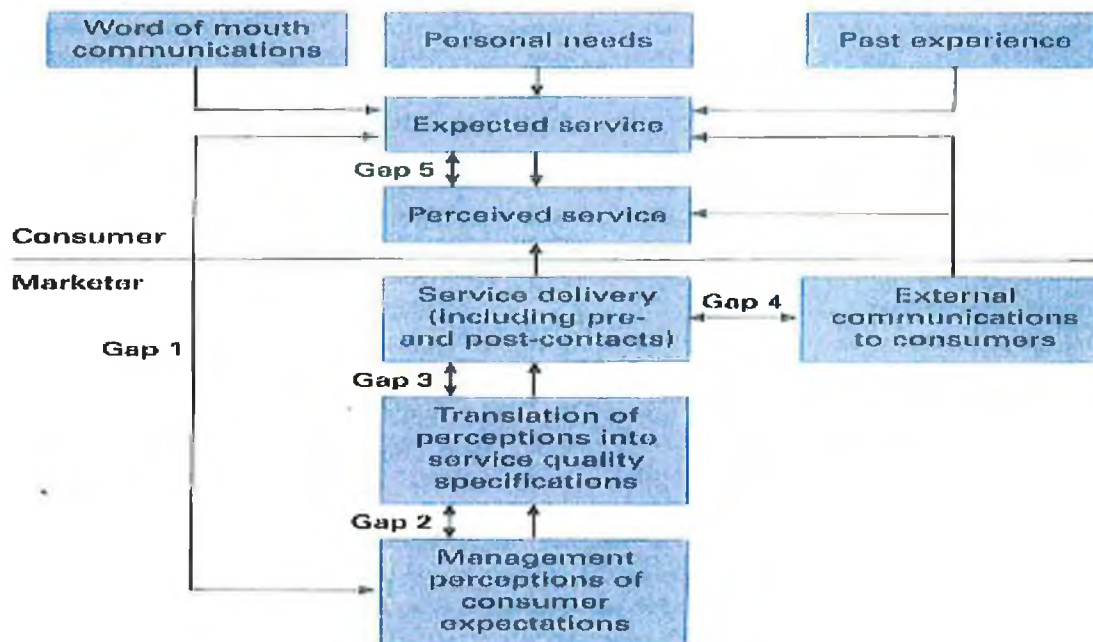 Word of mouth
communications
Personal needs
Past experience
Expected service
Gap 5
Perceived service
Consumer
Marketer
Service delivery
(including pre-
and post-contacts)
Gap 4
External
communications
to consumers
Gap 1
Gap 3
Translation of
perceptions into
service quality
specifications
Gap 2
Management
perceptions of
consumer
expectations